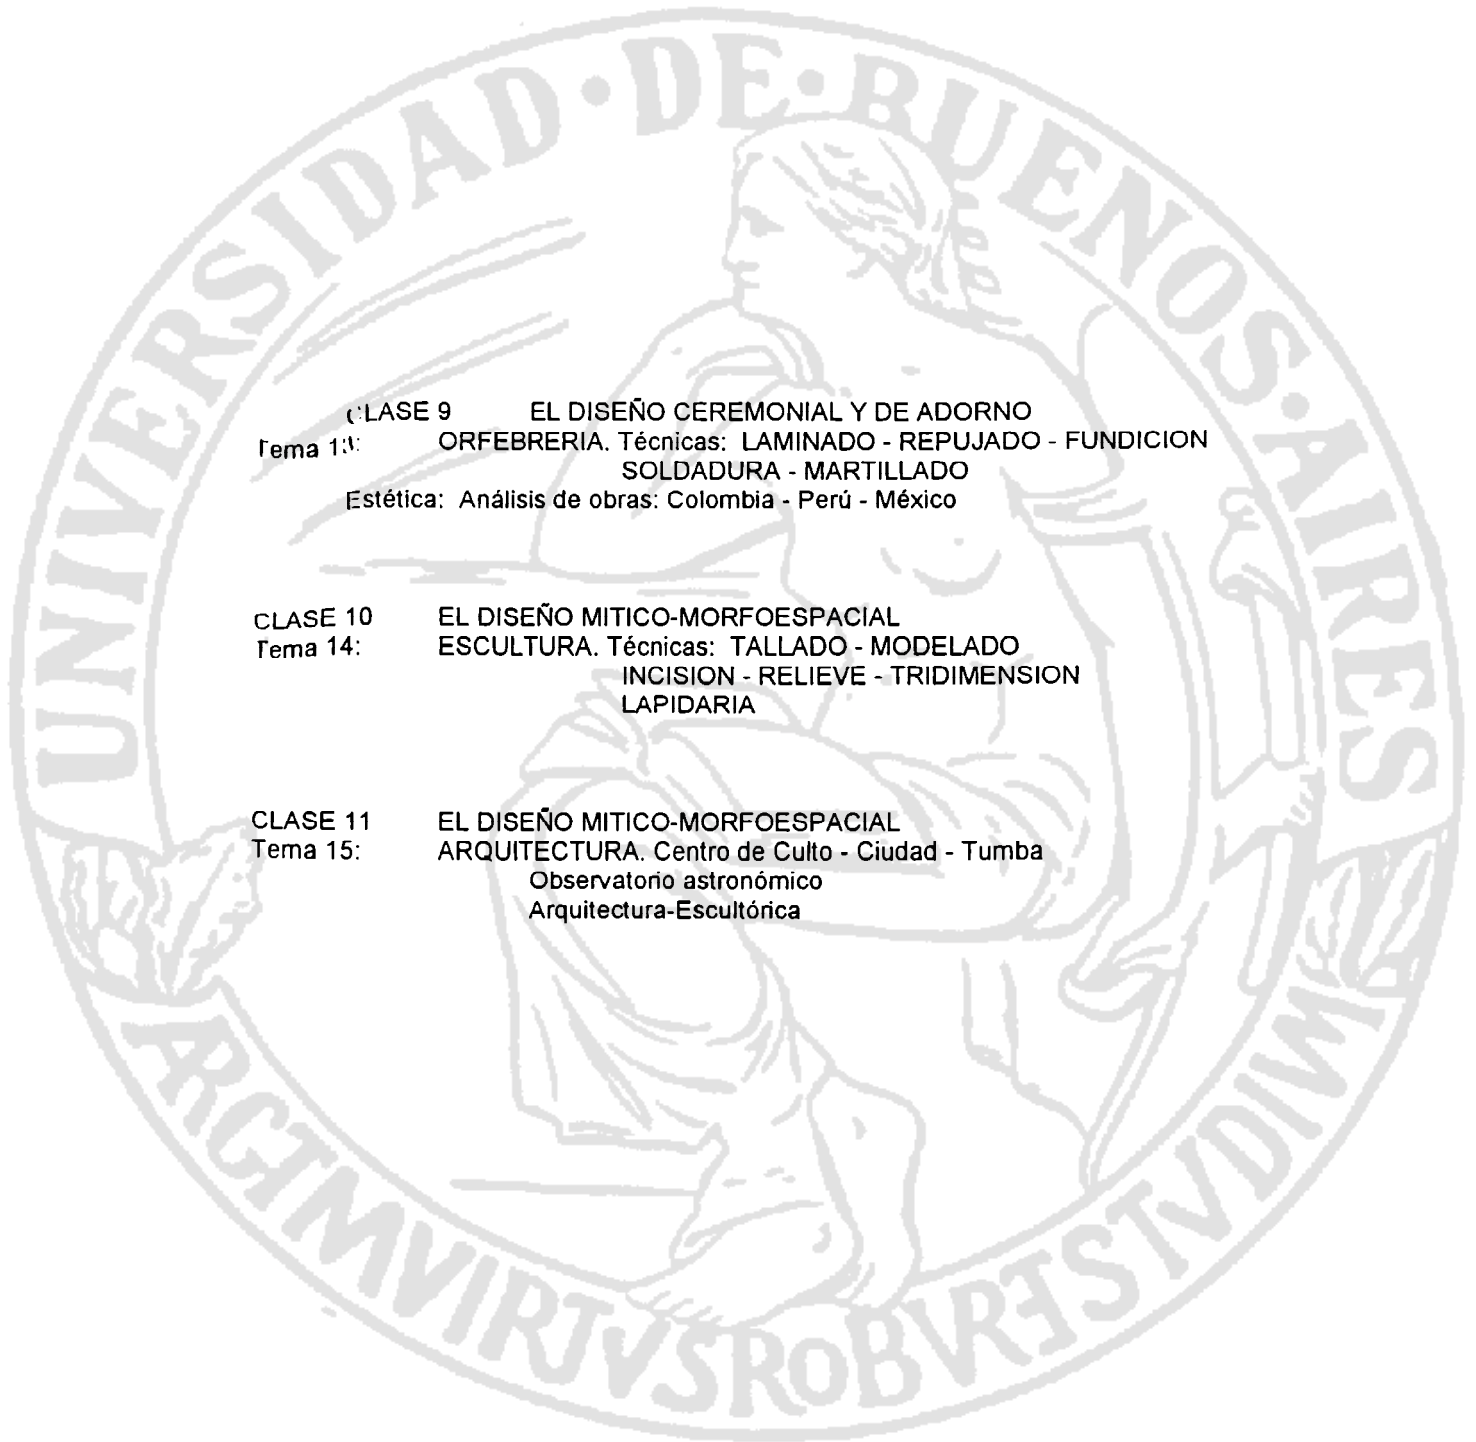 UNIVERSIDAD·DE·BUENOS·AIRES
CLASE 9 EL DISEÑO CEREMONIAL Y DE ADORNO
Tema 13: ORFEBRERIA. Técnicas: LAMINADO - REPUJADO - FUNDICION
SOLDADURA - MARTILLADO
Estética: Análisis de obras: Colombia - Perú - México
CLASE 10 EL DISEÑO MITICO-MORFOESPACIAL
Tema 14: ESCULTURA. Técnicas: TALLADO - MODELADO
INCISION - RELIEVE - TRIDIMENSION
LAPIDARIA
CLASE 11 EL DISEÑO MITICO-MORFOESPACIAL
Tema 15: ARQUITECTURA. Centro de Culto - Ciudad - Tumba
Observatorio astronómico
Arquitectura-Escultórica
ARGTMVIRTVSROBVRETSTVDIVM